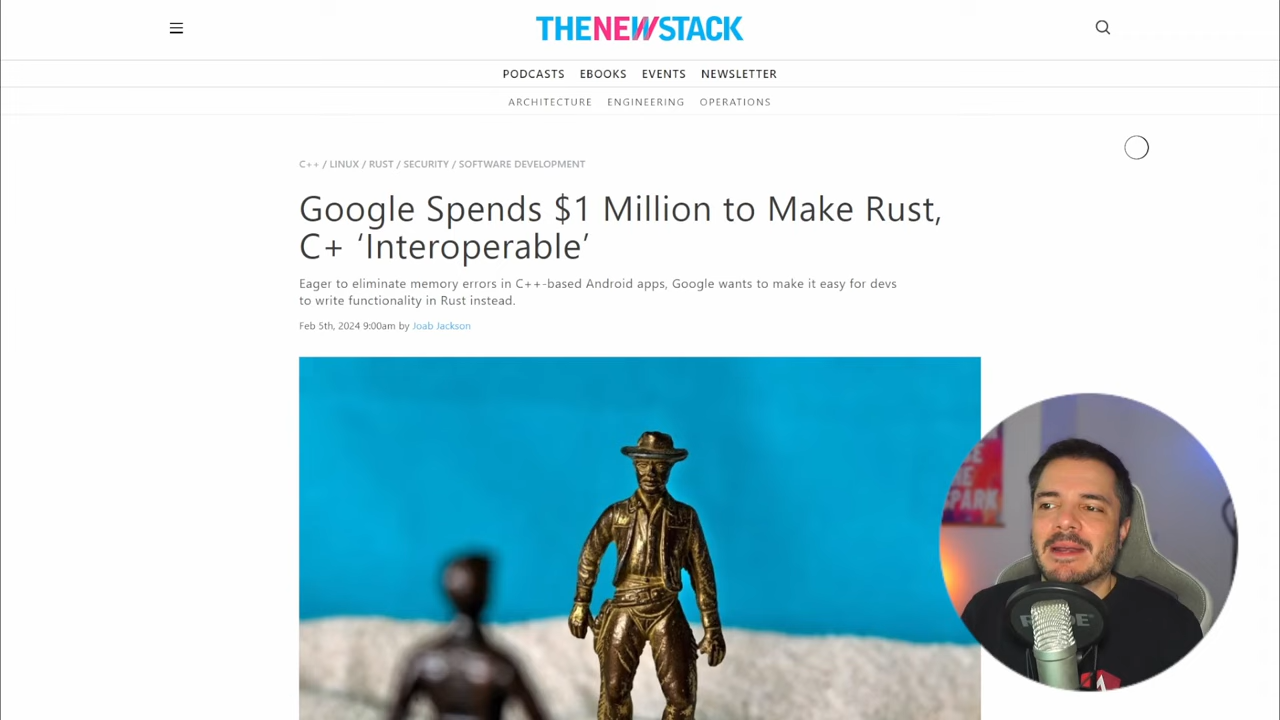 THENEWSTACK
PODCASTS EBOOKS EVENTS NEWSLETTER
ARCHITECTURE ENGINEERING OPERATIONS
C++ / LINUX / RUST / SECURITY / SOFTWARE DEVELOPMENT
Google Spends $1 Million to Make Rust,
C+ ‘Interoperable’
Eager to eliminate memory errors in C++-based Android apps, Google wants to make it easy for devs
to write functionality in Rust instead.
Feb 5th, 2024 9:00am by Joab Jackson